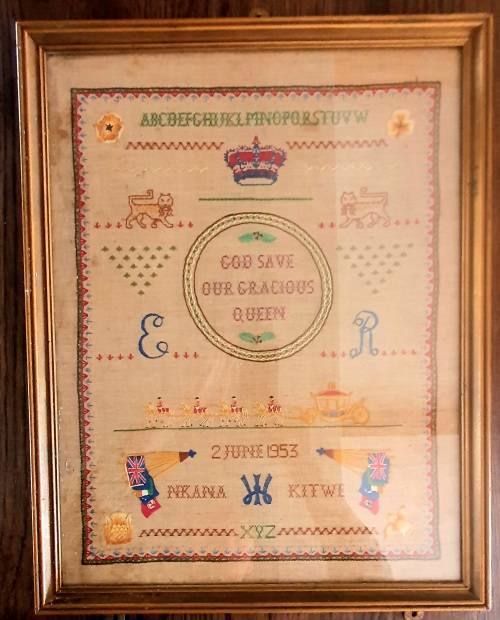 ABCDEFGHIJKLMNOPQRSTUVW
GOD SAVE
OUR GRACIOUS
QUEEN
E R
2 JUNE 1953
NKANA KITWE
XYZ